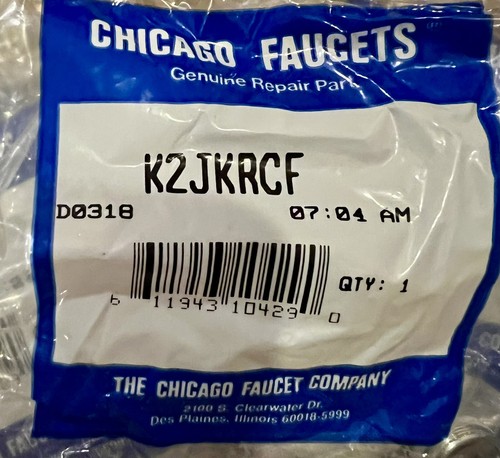 CHICAGO FAUCETS
Genuine Repair Part
K2JKRCF
D0318 07:04 AM
QTY: 1
6 11943 10429 0
THE CHICAGO FAUCET COMPANY
2100 S. Clearwater Dr.
Des Plaines, Illinois 60018-5999